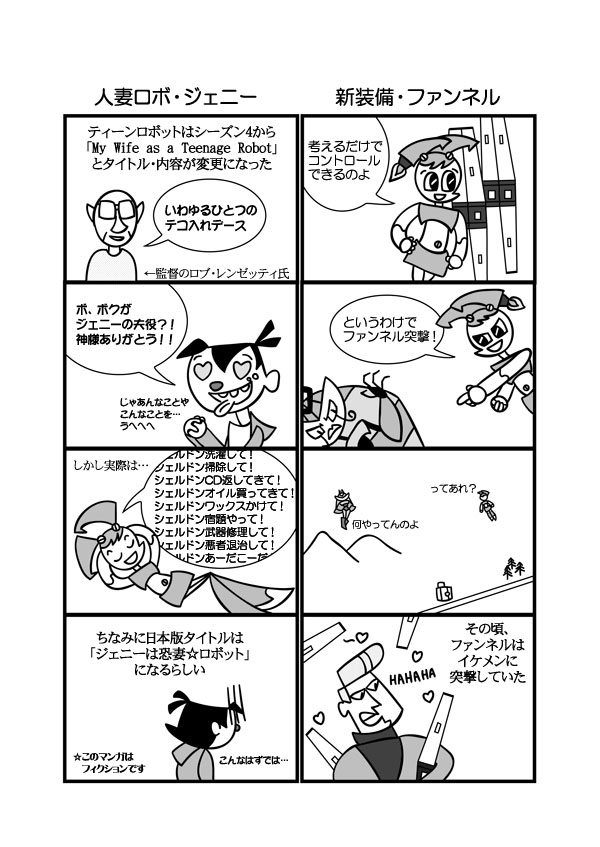 人妻ロボ・ジェニー
ティーンロボットはシーズン4から
「My Wife as a Teenage Robot」
とタイトル・内容が変更になった
いわゆるひとつの
テコ入れデース
←監督のロブ・レンゼッティ氏
ボ、ボクが
ジェニーの夫役?!
神様ありがとう!!
じゃあんなことや
こんなことを…
うへへへ
しかし実際は…
シェルドン洗濯して!
シェルドン掃除して!
シェルドンCD返してきて!
シェルドンオイル買ってきて!
シェルドンワックスかけて!
シェルドン宿題やって!
シェルドン武器修理して!
シェルドン悪者退治して!
シェルドンあーだこーだ
ちなみに日本版タイトルは
「ジェニーは恐妻☆ロボット」
になるらしい
こんなはずでは…
☆このマンガは
フィクションです
新装備・ファンネル
考えるだけで
コントロール
できるのよ
というわけで
ファンネル突撃!
ってあれ?
何やってんのよ
その頃、
ファンネルは
イケメンに
突撃していた
HAHAHA